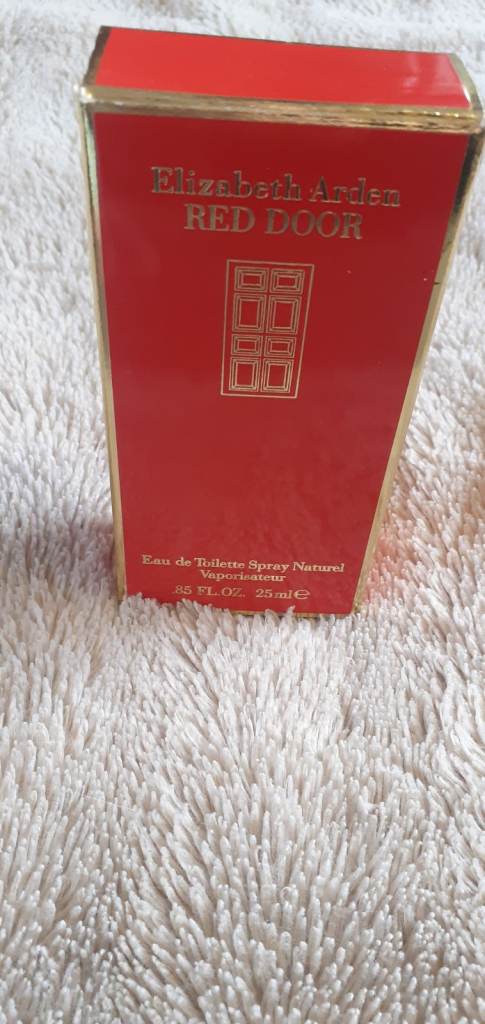 Elizabeth Arden
RED DOOR
Eau de Toilette Spray Naturel
Vaporisateur
.85 FL.OZ. 25ml℮